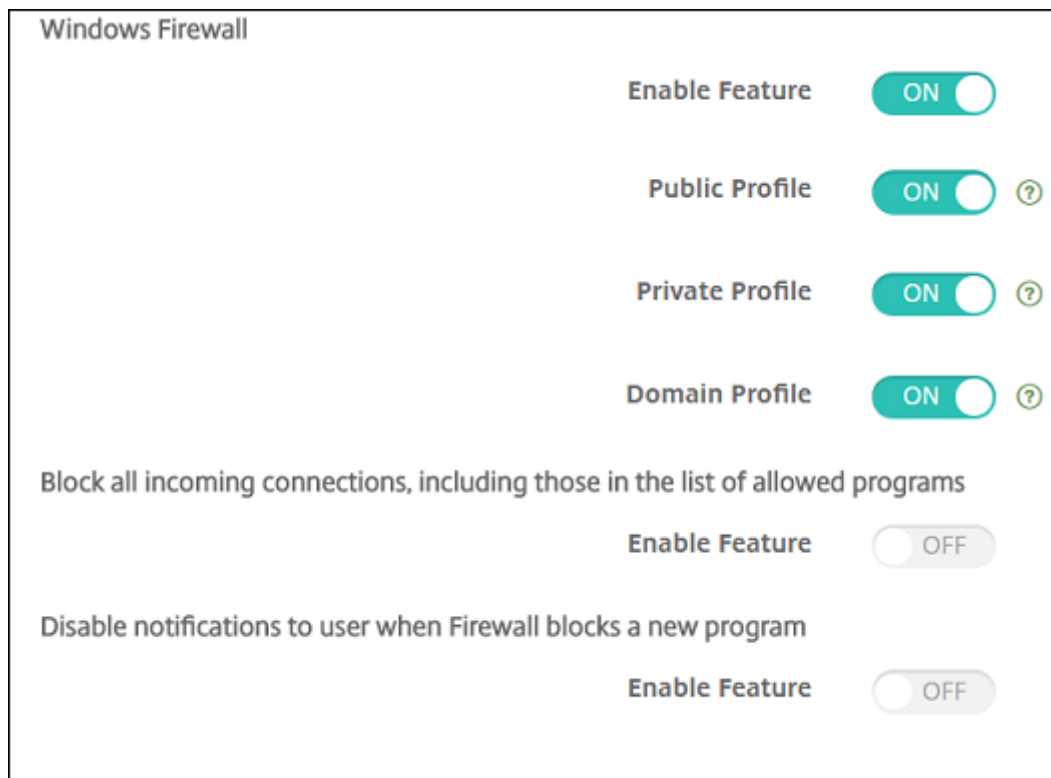 Windows Firewall
Enable Feature ON
Public Profile ON ?
Private Profile ON ?
Domain Profile ON ?
Block all incoming connections, including those in the list of allowed programs
Enable Feature OFF
Disable notifications to user when Firewall blocks a new program
Enable Feature OFF